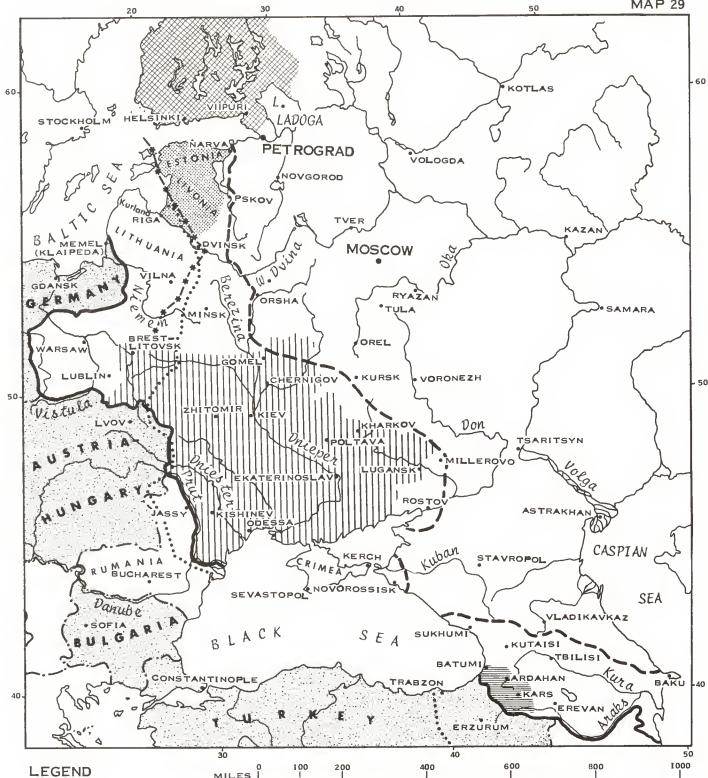 MAP 29
20 30 40 50
60 60
KOTLAS
VIIPURI
L. LADOGA
STOCKHOLM
HELSINKI
NARVA
PETROGRAD
ESTONIA
VOLOGDA
NOVGOROD
LIVONIA
PSKOV
BALTIC SEA
Kurland
RIGA
TVER
KAZAN
LITHUANIA
DVINSK
MOSCOW
Oka
MEMEL
(KLAIPEDA)
W. Dvina
VILNA
GDANSK
GERMANY
Nemen
Berezina
ORSHA
RYAZAN
TULA
SAMARA
MINSK
BREST
LITOVSK
OREL
WARSAW
GOMEL
LUBLIN
CHERNIGOV
KURSK
VORONEZH
50 50
Vistula
ZHITOMIR
KIEV
LVOV
KHARKOV
Don
AUSTRIA
Dnieper
POLTAVA
TSARITSYN
MILLEROVO
LUGANSK
Volga
Dniester
Prut
EKATERINOSLAV
HUNGARY
ROSTOV
JASSY
KISHINEV
ASTRAKHAN
ODESSA
KERCH
CASPIAN
SEA
Kuban
STAVROPOL
RUMANIA
BUCHAREST
CRIMEA
NOVOROSSISK
SEVASTOPOL
Danube
SOFIA
BULGARIA
BLACK SEA
VLADIKAVKAZ
SUKHUMI
KUTAISI
BATUMI
TBILISI
CONSTANTINOPLE
TRABZON
ARDAHAN
Kura
BAKU
40 40
KARS
EREVAN
Araks
TURKEY
ERZURUM
30 40 50
LEGEND
MILES 0 100 200 400 600 800 1000